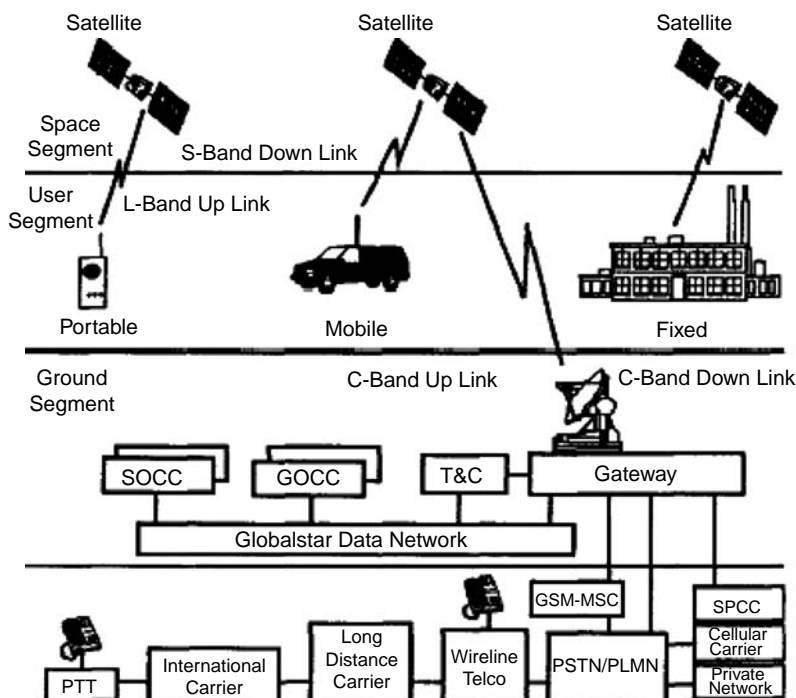 Satellite
Satellite
Satellite
Space
Segment
S-Band Down Link
User
Segment
L-Band Up Link
Portable
Mobile
Fixed
Ground
Segment
C-Band Up Link
C-Band Down Link
SOCC
GOCC
T&C
Gateway
Globalstar Data Network
GSM-MSC
SPCC
Cellular
Carrier
Private
Network
PTT
International
Carrier
Long
Distance
Carrier
Wireline
Telco
PSTN/PLMN